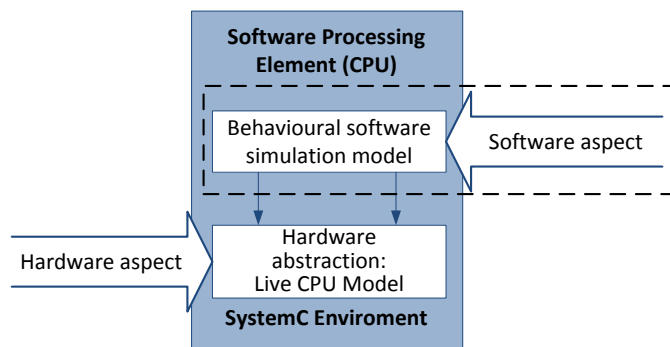 Software Processing
Element (CPU)
Behavioural software
simulation model
Software aspect
Hardware
abstraction:
Live CPU Model
Hardware aspect
SystemC Enviroment